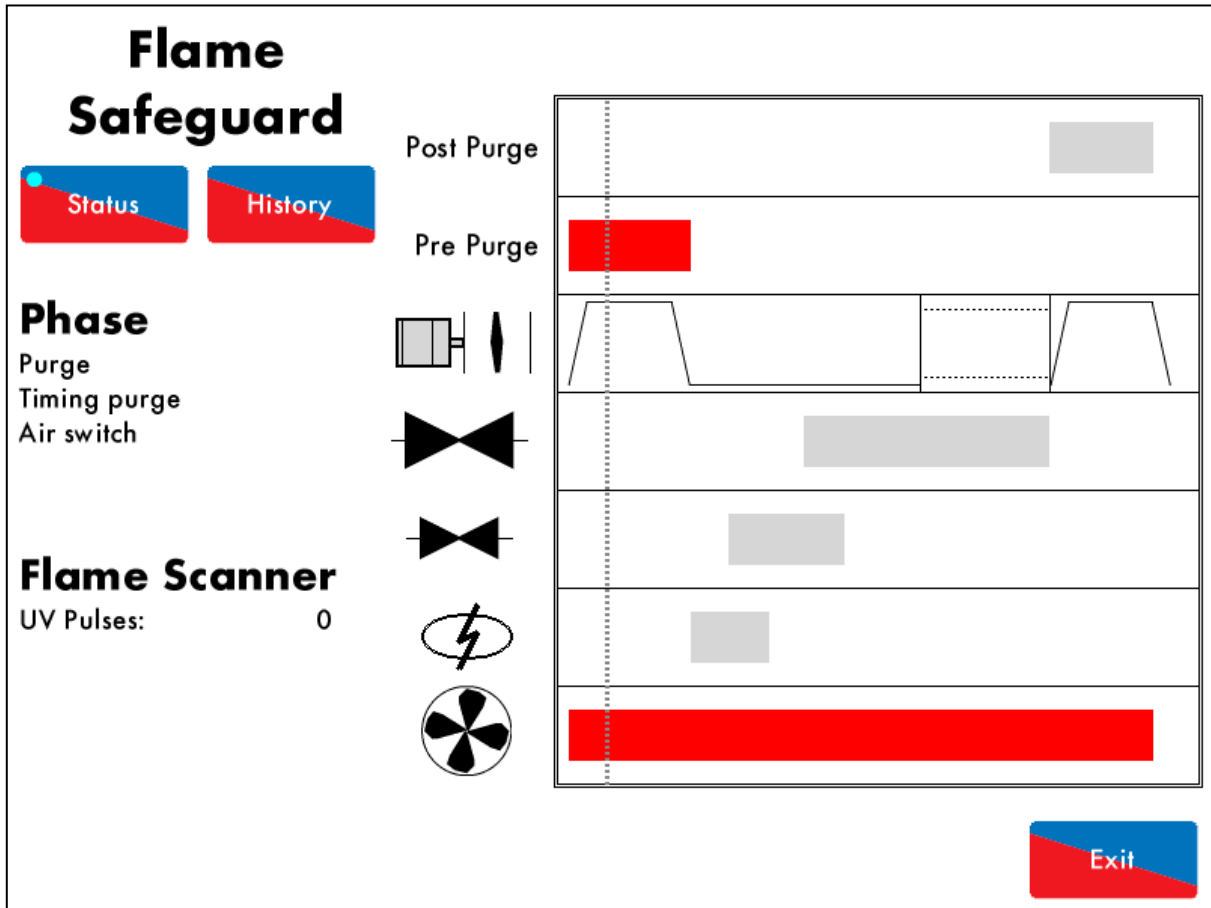 Flame
Safeguard
Status
History
Post Purge
Pre Purge
Phase
Purge
Timing purge
Air switch
Flame Scanner
UV Pulses: 0
Exit